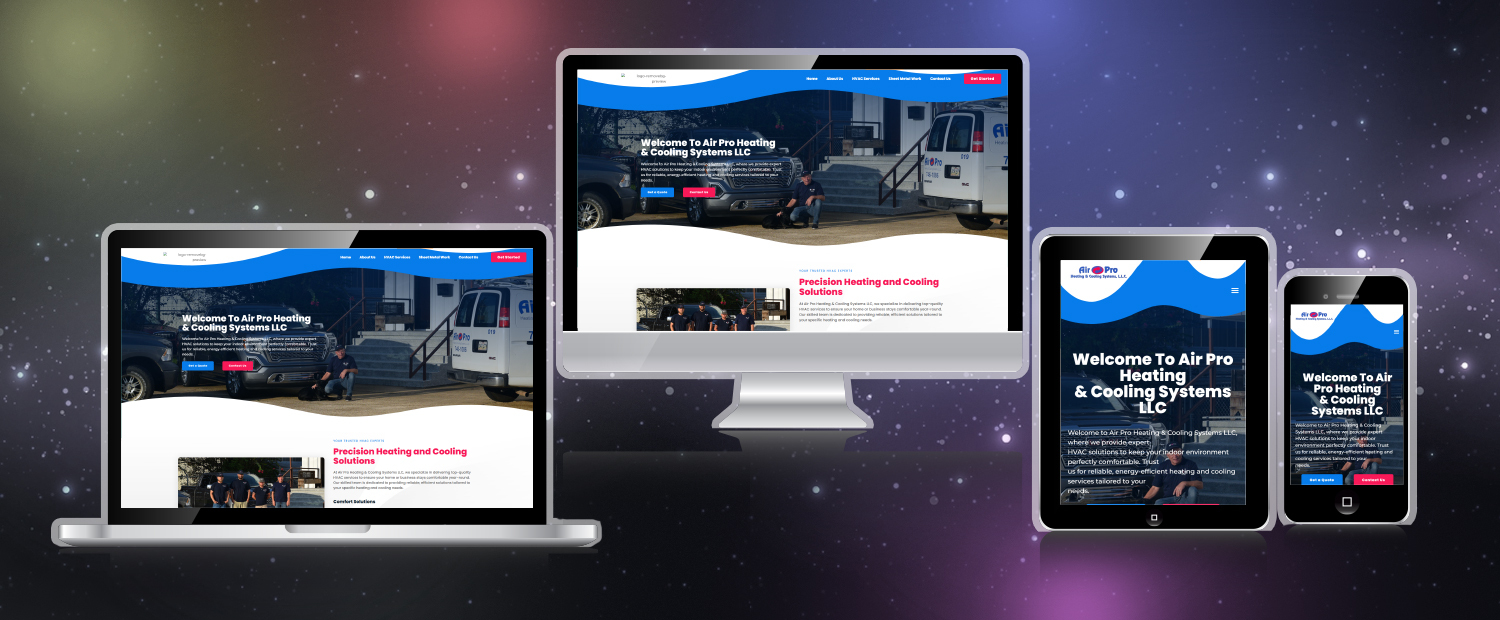 logo-removebg-
preview
Home About Us HVAC Services Sheet Metal Work Contact Us Get Started
Welcome To Air Pro Heating
& Cooling Systems LLC
Welcome To Air Pro Heating & Cooling Systems LLC, where we provide expert
HVAC solutions to keep your indoor environment perfectly comfortable. Trust
us for reliable, energy-efficient heating and cooling services tailored to your
needs.
Get a Quote Contact Us
Air Pro
YOUR TRUSTED HVAC EXPERTS
Precision Heating and Cooling
Solutions
At Air Pro Heating & Cooling Systems LLC, we specialize in delivering top-quality
HVAC services to ensure your home or business stays comfortable year-round.
Our skilled team is dedicated to providing reliable, efficient solutions tailored to
your specific heating and cooling needs.
logo-removebg-
preview
Home About Us HVAC Services Sheet Metal Work Contact Us Get Started
Welcome To Air Pro Heating
& Cooling Systems LLC
Welcome To Air Pro Heating & Cooling Systems LLC, where we provide expert
HVAC solutions to keep your indoor environment perfectly comfortable. Trust
us for reliable, energy-efficient heating and cooling services tailored to your
needs.
Get a Quote Contact Us
Air Pro
YOUR TRUSTED HVAC EXPERTS
Precision Heating and Cooling
Solutions
At Air Pro Heating & Cooling Systems LLC, we specialize in delivering top-quality
HVAC services to ensure your home or business stays comfortable year-round.
Our skilled team is dedicated to providing reliable, efficient solutions tailored to
your specific heating and cooling needs.
Comfort Solutions
Air Pro
Heating & Cooling Systems, L.L.C.
Welcome To Air Pro
Heating
& Cooling Systems
LLC
Welcome To Air Pro Heating & Cooling Systems LLC,
where we provide expert
HVAC solutions to keep your indoor environment
perfectly comfortable. Trust
us for reliable, energy-efficient heating and cooling
services tailored to your
needs.
Air Pro
Heating & Cooling Systems, L.L.C.
Welcome To Air
Pro Heating
& Cooling
Systems LLC
Welcome To Air Pro Heating & Cooling
Systems LLC, where we provide expert
HVAC solutions to keep your indoor
environment perfectly comfortable. Trust
us for reliable, energy-efficient heating and
cooling services tailored to your
needs.
Get a Quote Contact Us